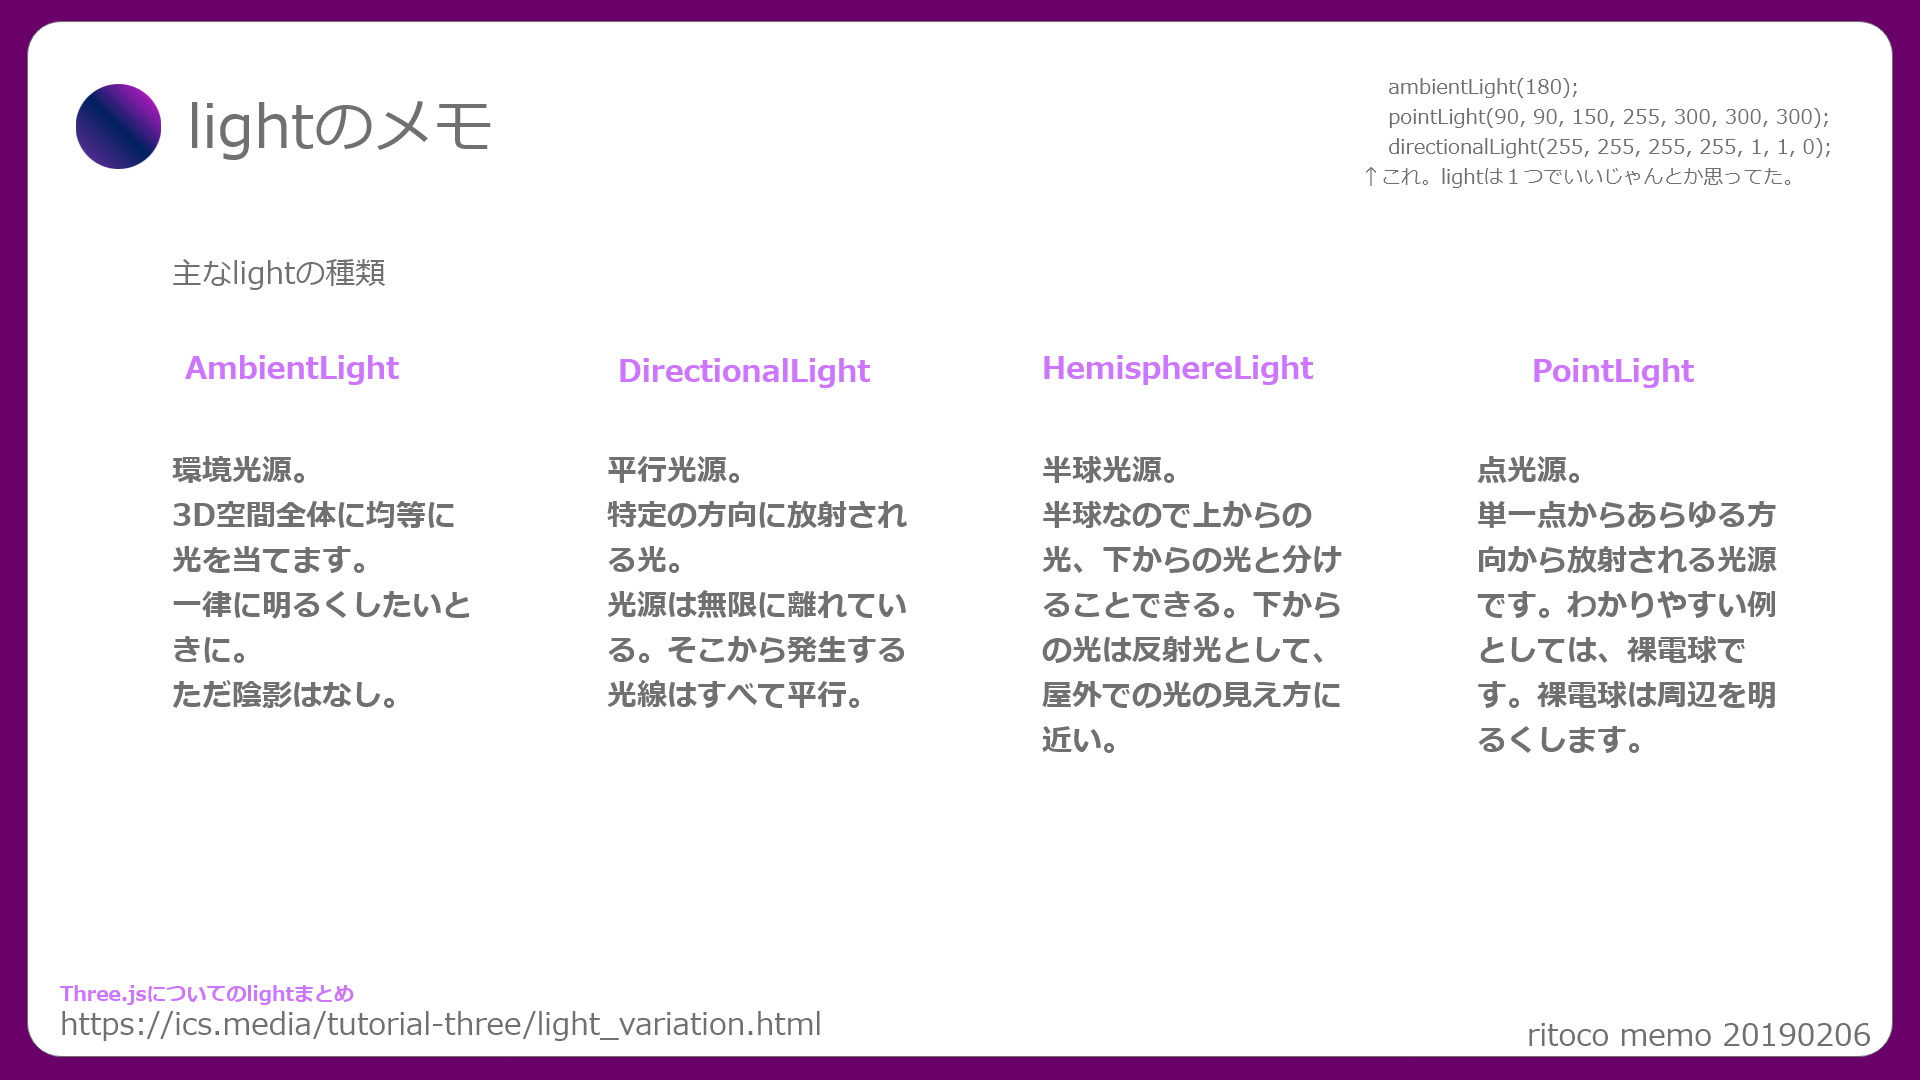 lightのメモ
ambientLight(180);
pointLight(90, 90, 150, 255, 300, 300, 300);
directionalLight(255, 255, 255, 255, 1, 1, 0);
↑これ。lightは１つでいいじゃんとか思ってた。
主なlightの種類
AmbientLight
環境光源。
3D空間全体に均等に
光を当てます。
一律に明るくしたいと
きに。
ただ陰影はなし。
DirectionalLight
平行光源。
特定の方向に放射され
る光。
光源は無限に離れてい
る。そこから発生する
光線はすべて平行。
HemisphereLight
半球光源。
半球なので上からの
光、下からの光と分け
ることできる。下から
の光は反射光として、
屋外での光の見え方に
近い。
PointLight
点光源。
単一点からあらゆる方
向から放射される光源
です。わかりやすい例
としては、裸電球で
す。裸電球は周辺を明
るくします。
Three.jsについてのlightまとめ
https://ics.media/tutorial-three/light_variation.html
ritoco memo 20190206